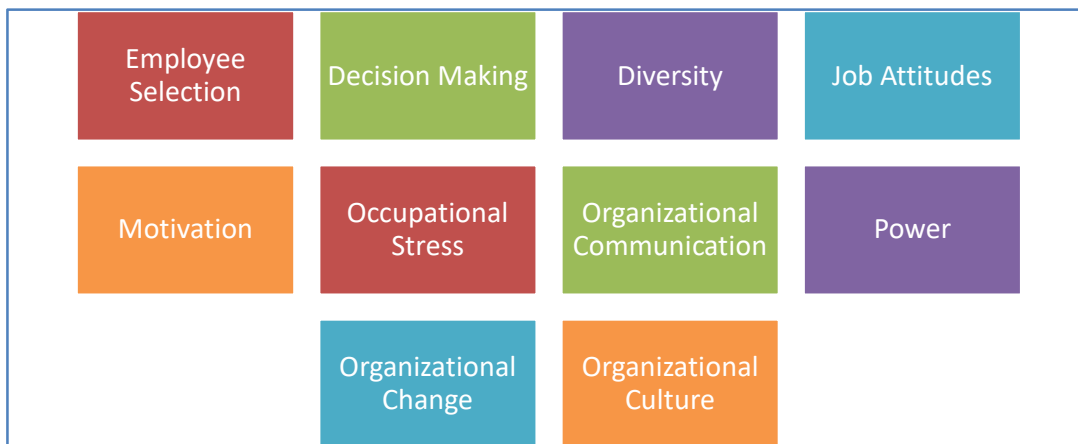 Employee
Selection
Decision Making
Diversity
Job Attitudes
Motivation
Occupational
Stress
Organizational
Communication
Power
Organizational
Change
Organizational
Culture